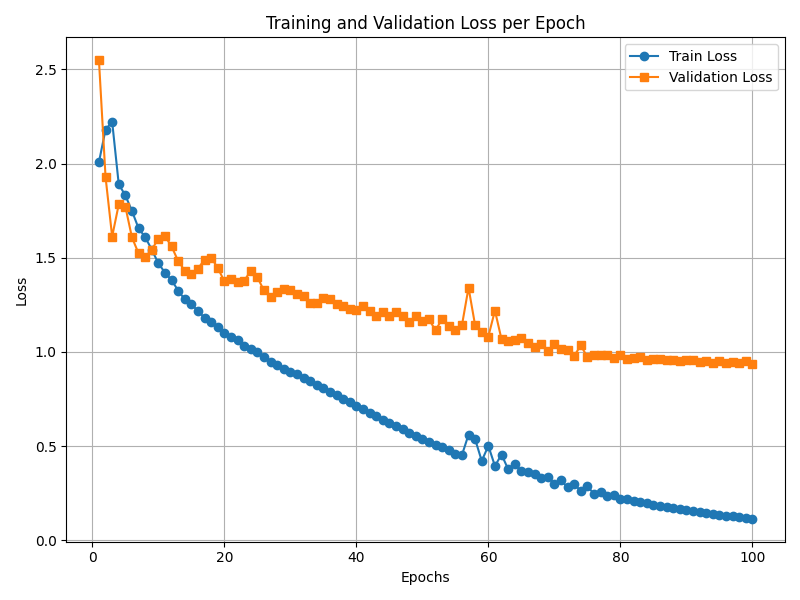 Training and Validation Loss per Epoch
Train Loss
Validation Loss
2.5
2.0
1.5
1.0
0.5
0.0
Loss
0 20 40 60 80 100
Epochs